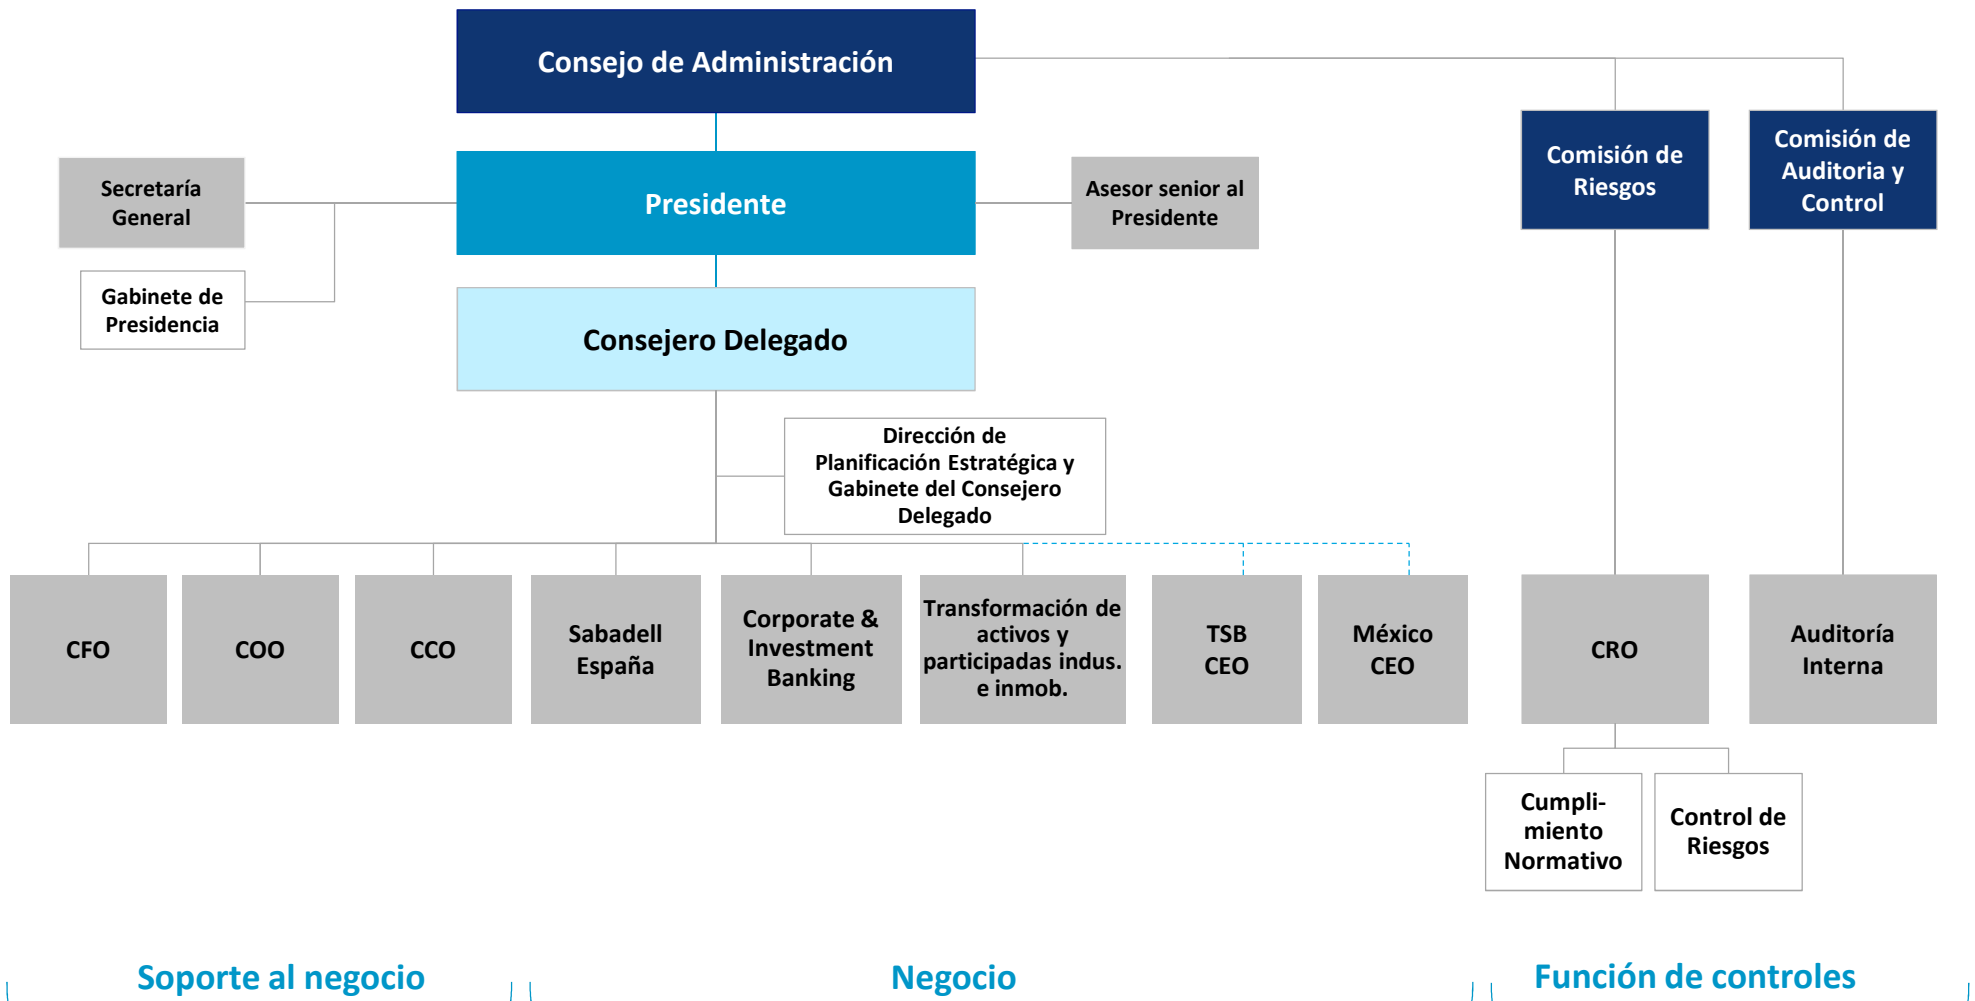 Consejo de Administración
Comisión de
Riesgos
Comisión de
Auditoria y
Control
Secretaría
General
Presidente
Asesor senior al
Presidente
Gabinete de
Presidencia
Consejero Delegado
Dirección de
Planificación Estratégica y
Gabinete del Consejero
Delegado
CFO
COO
CCO
Sabadell
España
Corporate &
Investment
Banking
Transformación de
activos y
participadas indus.
e inmob.
TSB
CEO
México
CEO
CRO
Auditoría
Interna
Cumpli-
miento
Normativo
Control de
Riesgos
Soporte al negocio
Negocio
Función de controles